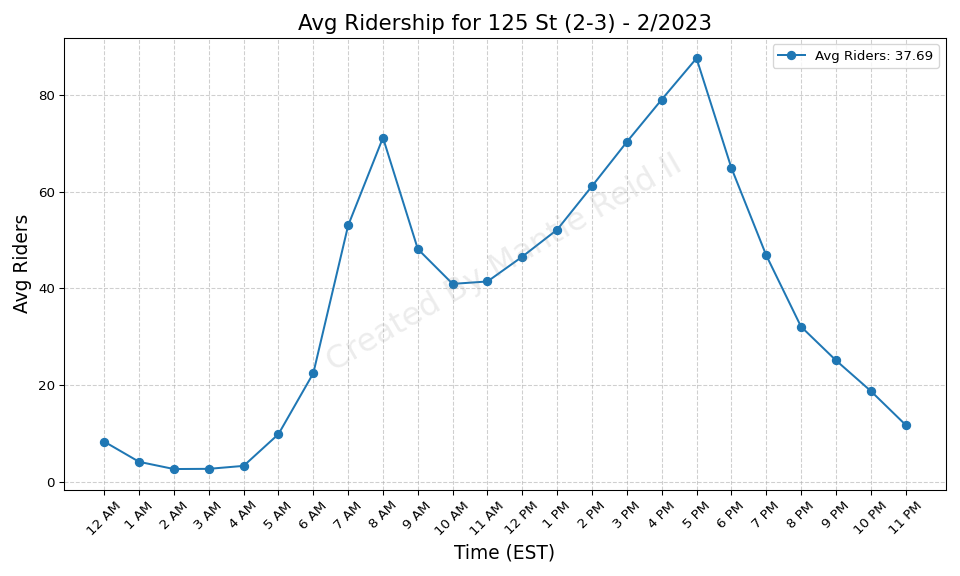 Avg Ridership for 125 St (2-3) - 2/2023
Avg Riders: 37.69
Avg Riders
80
60
40
20
0
Created By Mantie Reid II
12 AM
1 AM
2 AM
3 AM
4 AM
5 AM
6 AM
7 AM
8 AM
9 AM
10 AM
11 AM
12 PM
1 PM
2 PM
3 PM
4 PM
5 PM
6 PM
7 PM
8 PM
9 PM
10 PM
11 PM
Time (EST)